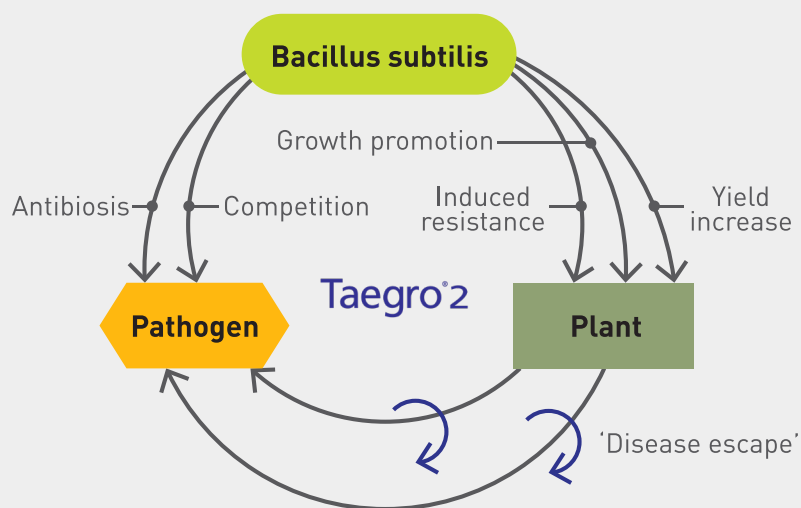 Bacillus subtilis
Growth promotion
Antibiosis
Competition
Induced
resistance
Yield
increase
Taegro®2
Pathogen
Plant
'Disease escape'